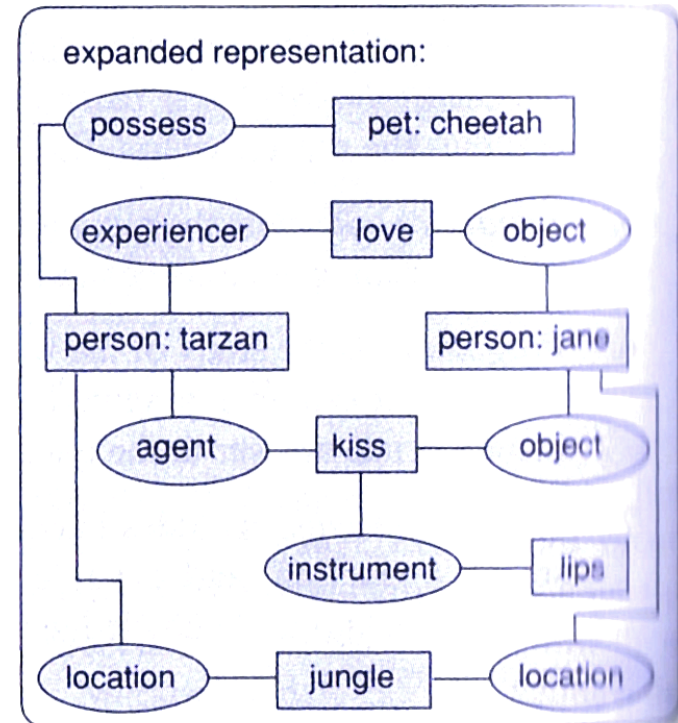 expanded representation:
possess pet: cheetah
experiencer love object
person: tarzan person: jane
agent kiss object
instrument lips
location jungle location